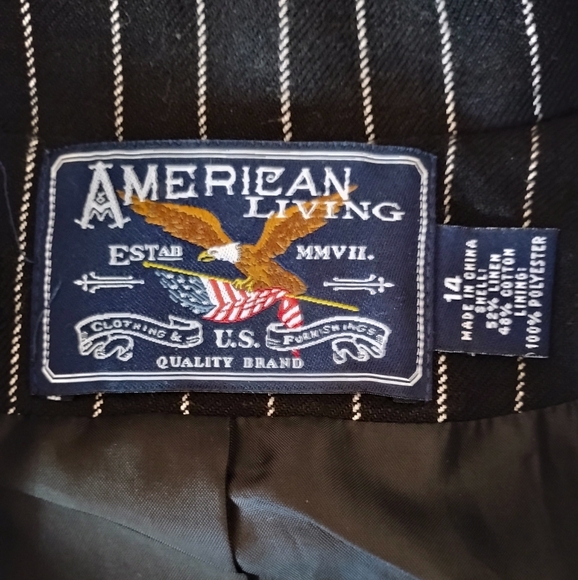 AMERICAN
LIVING
ESTAB MMVII.
CLOTHING & U.S. FURNISHINGS
QUALITY BRAND
14
MADE IN CHINA
SHELL:
52% LINEN
48% COTTON
LINING:
100% POLYESTER